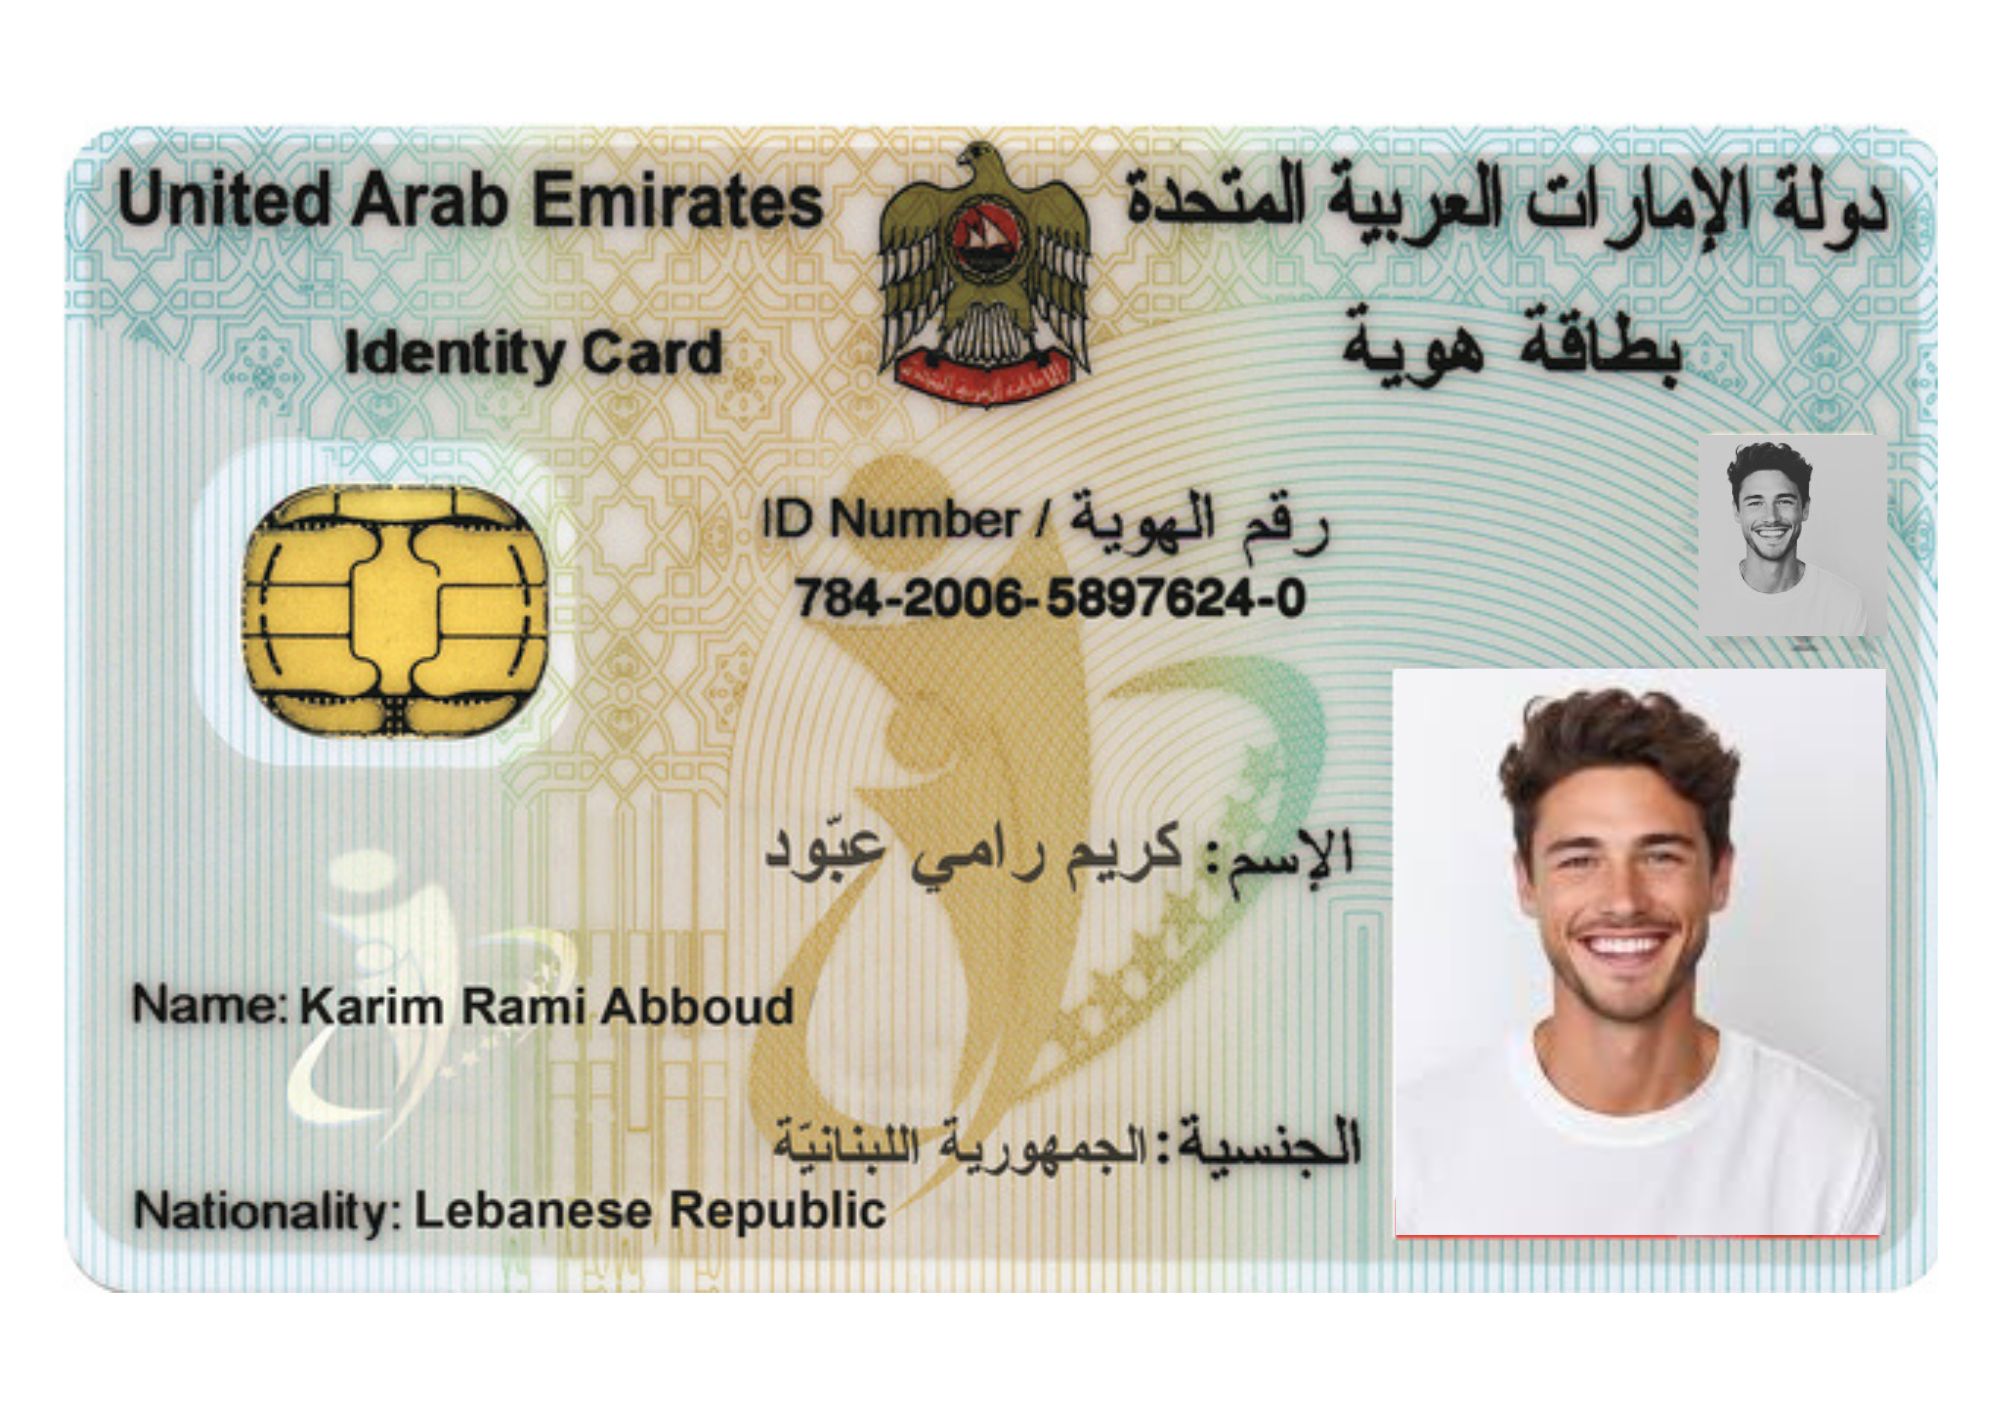 United Arab Emirates
دولة الإمارات العربية المتحدة
Identity Card
بطاقة هوية
ID Number / رقم الهوية
784-2006-5897624-0
الإسم: كريم رامي عبّود
Name: Karim Rami Abboud
الجنسية: الجمهورية اللبنانيَة
Nationality: Lebanese Republic